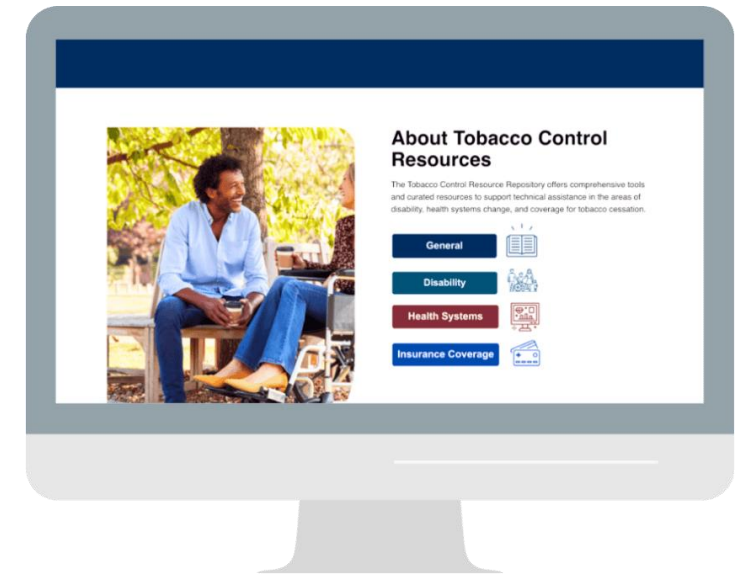 About Tobacco Control
Resources
The Tobacco Control Resource Repository offers comprehensive tools
and curated resources to support technical assistance in the areas of
disability, health systems change, and coverage for tobacco cessation.
General
Disability
Health Systems
Insurance Coverage